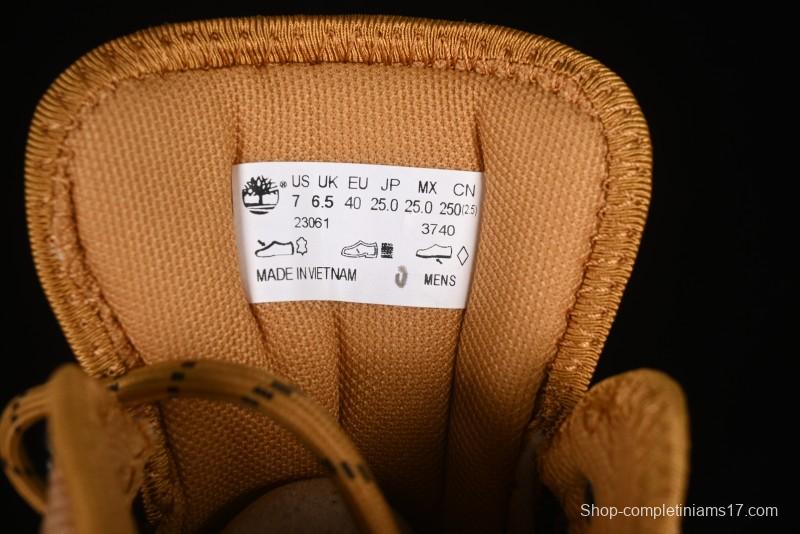 ® US UK EU JP MX CN
7 6.5 40 25.0 25.0 250(2.5)
23061 3740
MADE IN VIETNAM MENS
Shop-completiniams17.com